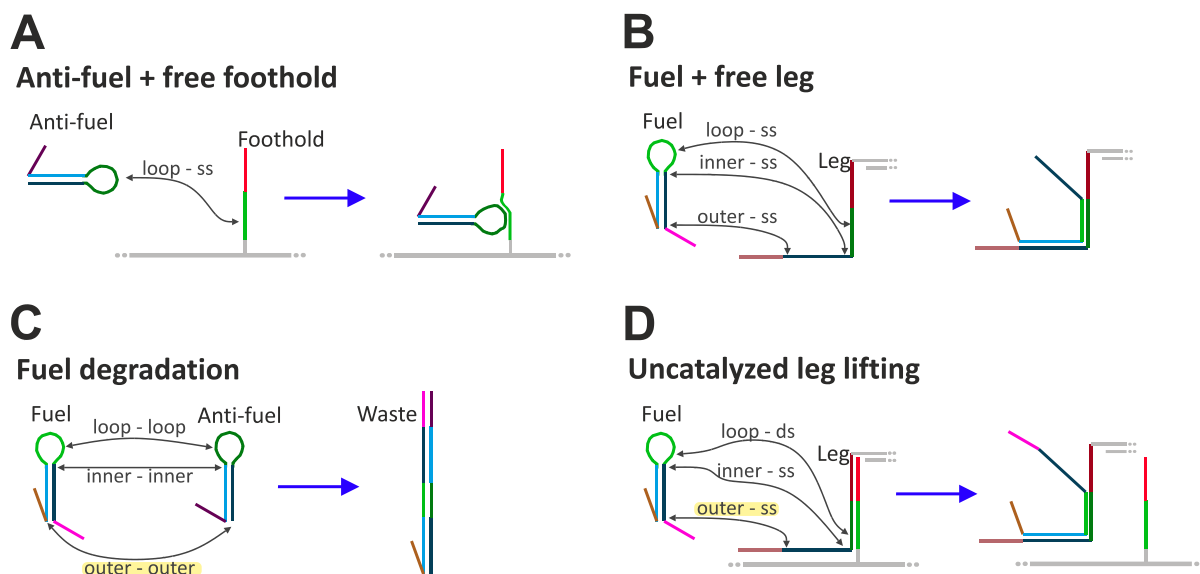 A
Anti-fuel + free foothold
Anti-fuel
Foothold
loop - ss
B
Fuel + free leg
Fuel
loop - ss
inner - ss
outer - ss
Leg
C
Fuel degradation
Fuel
Anti-fuel
Waste
loop - loop
inner - inner
outer - outer
D
Uncatalyzed leg lifting
Fuel
loop - ds
Leg
inner - ss
outer - ss